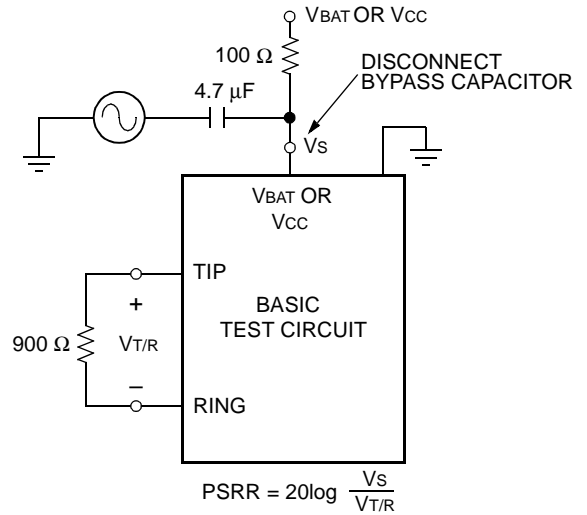 VBAT OR VCC
100 Ω
DISCONNECT
BYPASS CAPACITOR
4.7 μF
VS
VBAT OR
VCC
TIP
+
BASIC
TEST CIRCUIT
900 Ω
VT/R
–
RING
PSRR = 20log VS
VT/R